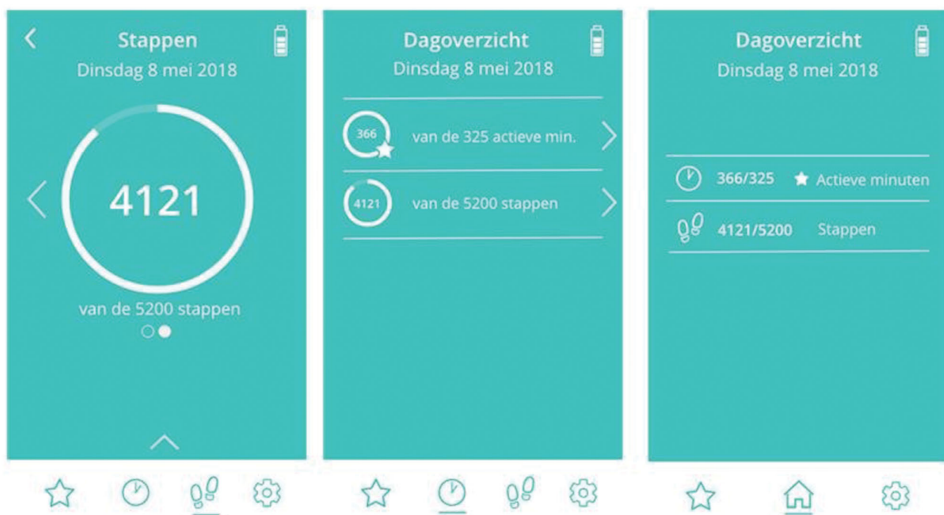 Stappen
Dinsdag 8 mei 2018
4121
van de 5200 stappen
Dagoverzicht
Dinsdag 8 mei 2018
366 van de 325 actieve min.
4121 van de 5200 stappen
Dagoverzicht
Dinsdag 8 mei 2018
366/325 Actieve minuten
4121/5200 Stappen